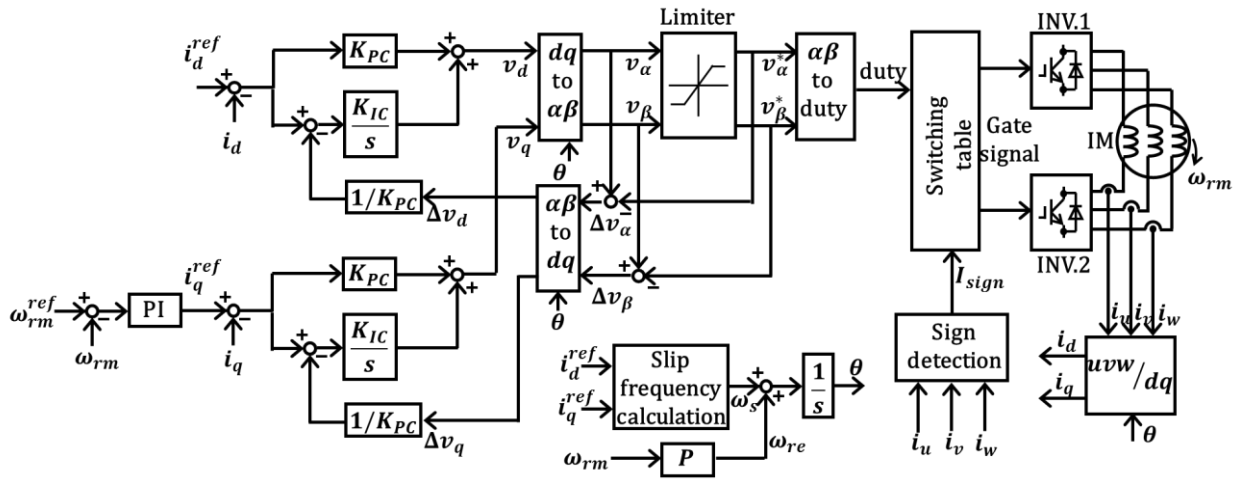 i_d^ref
+
−
i_d
K_PC
+
+
+
−
K_IC
s
1/K_PC
Δv_d
v_d
v_q
dq
to
αβ
θ
v_α
v_β
Limiter
v_α^*
v_β^*
αβ
to
duty
duty
Switching
table
Gate
signal
INV.1
IM
ω_rm
INV.2
αβ
to
dq
θ
+
−
Δv_α
+
−
Δv_β
ω_rm^ref
+
−
ω_rm
PI
i_q^ref
+
−
i_q
K_PC
+
+
+
−
K_IC
s
1/K_PC
Δv_q
i_d^ref
i_q^ref
Slip
frequency
calculation
ω_s
+
+
1
s
θ
ω_rm
P
ω_re
I_sign
Sign
detection
i_u i_v i_w
i_u i_v i_w
i_d
i_q
uvw/dq
θ